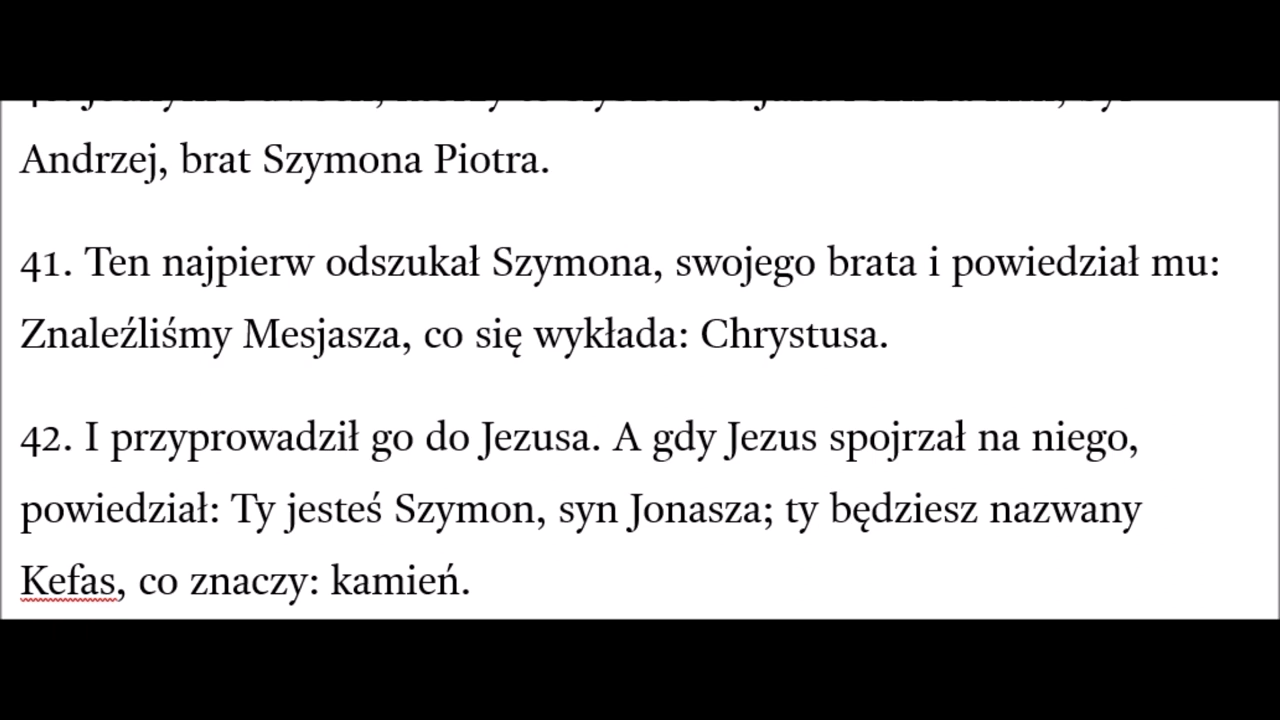 Andrzej, brat Szymona Piotra.
41. Ten najpierw odszukał Szymona, swojego brata i powiedział mu:
Znaleźliśmy Mesjasza, co się wykłada: Chrystusa.
42. I przyprowadził go do Jezusa. A gdy Jezus spojrzał na niego,
powiedział: Ty jesteś Szymon, syn Jonasza; ty będziesz nazwany
Kefas, co znaczy: kamień.